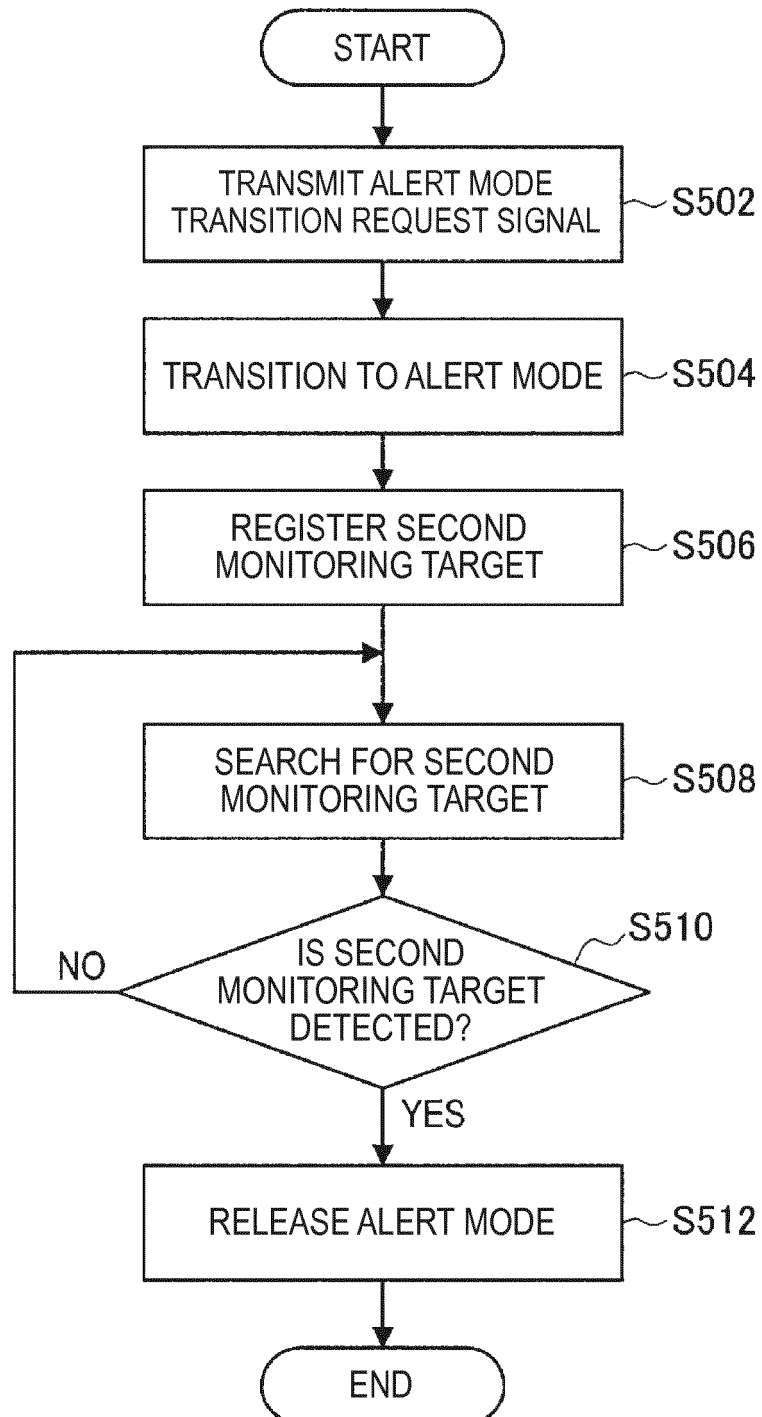 START
TRANSMIT ALERT MODE
TRANSITION REQUEST SIGNAL
S502
TRANSITION TO ALERT MODE
S504
REGISTER SECOND
MONITORING TARGET
S506
SEARCH FOR SECOND
MONITORING TARGET
S508
IS SECOND
MONITORING TARGET
DETECTED?
S510
NO
YES
RELEASE ALERT MODE
S512
END